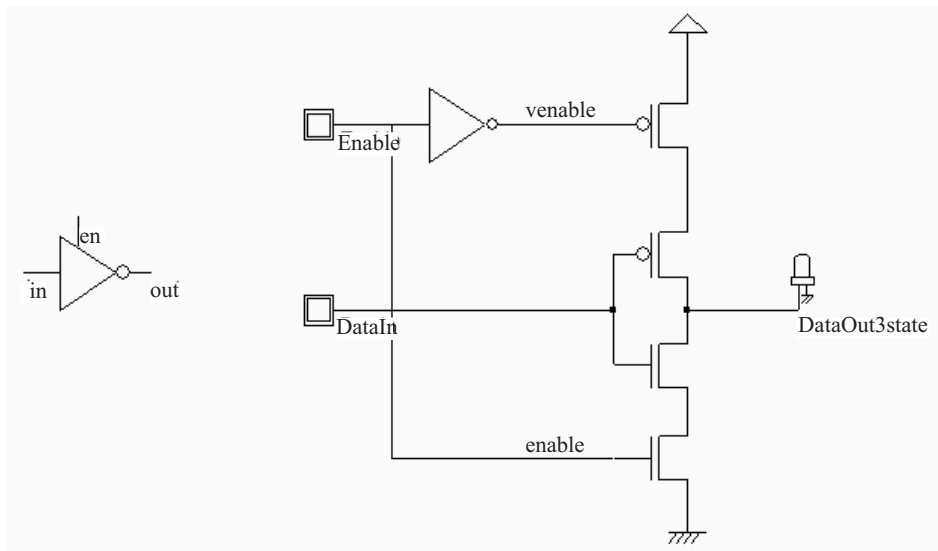 venable
Enable
en
in
out
DataIn
DataOut3state
enable